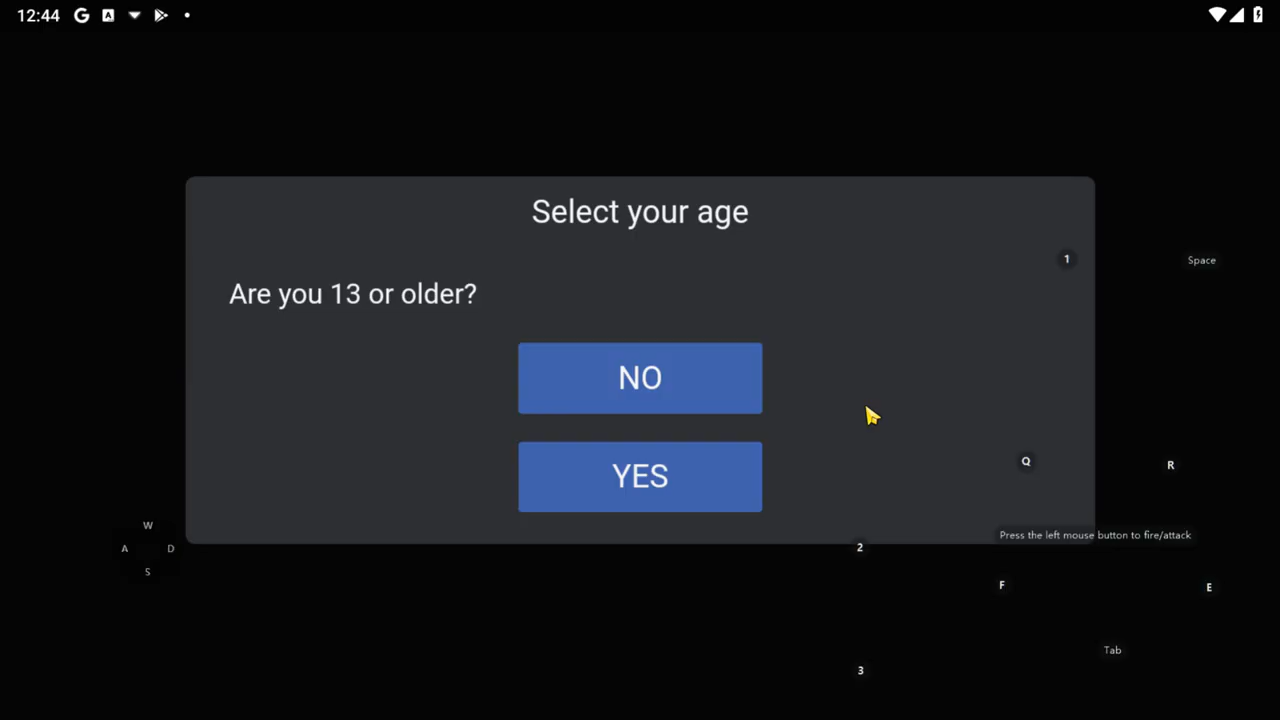 12:44
Select your age
1
Space
Are you 13 or older?
NO
Q
R
YES
W
A D
S
Press the left mouse button to fire/attack
2
F
E
Tab
3